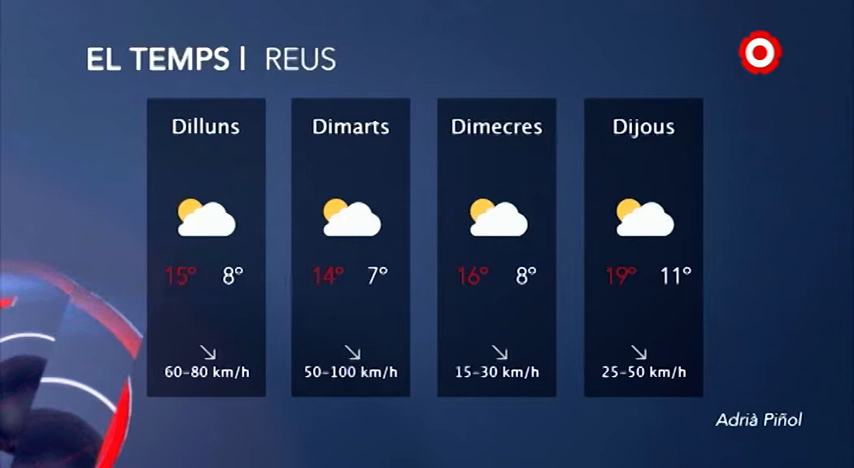 EL TEMPS | REUS
Dilluns Dimarts Dimecres Dijous
15° 8° 14° 7° 16° 8° 19° 11°
60-80 km/h 50-100 km/h 15-30 km/h 25-50 km/h
Adrià Piñol